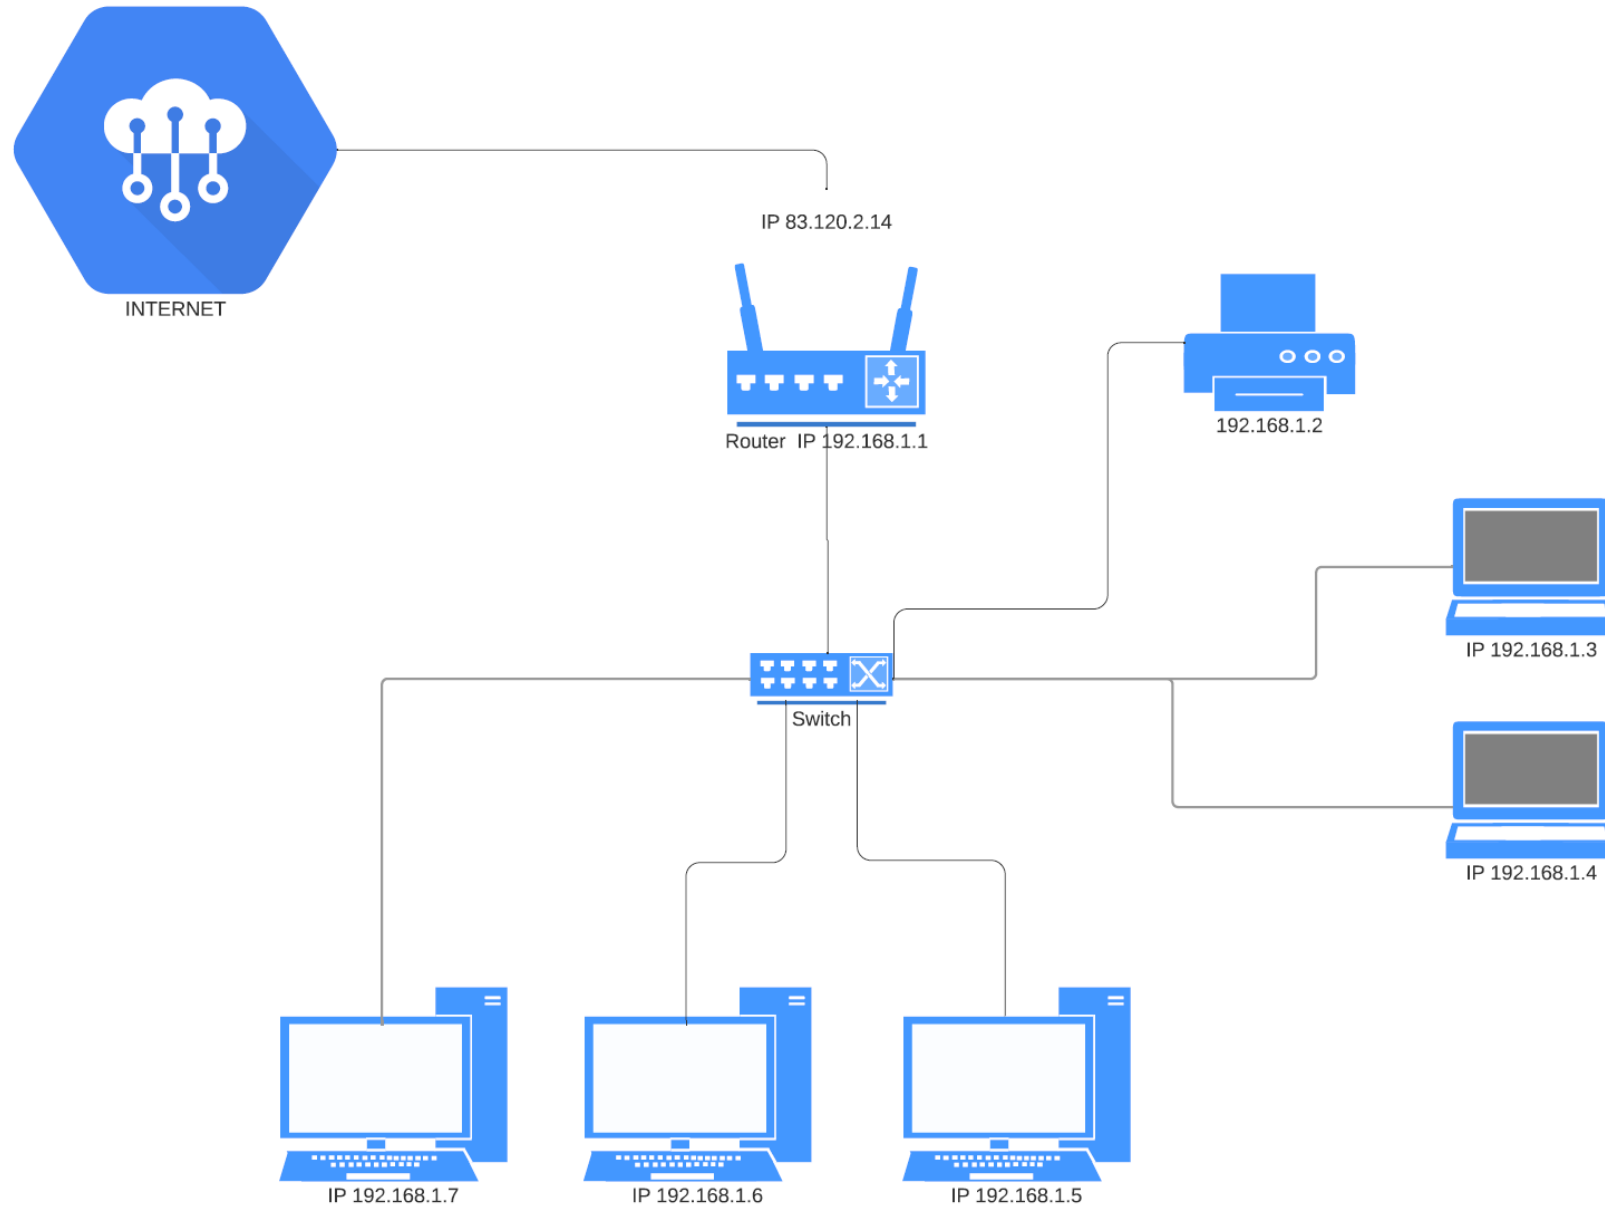 INTERNET
IP 83.120.2.14
Router  IP 192.168.1.1
192.168.1.2
IP 192.168.1.3
Switch
IP 192.168.1.4
IP 192.168.1.7
IP 192.168.1.6
IP 192.168.1.5